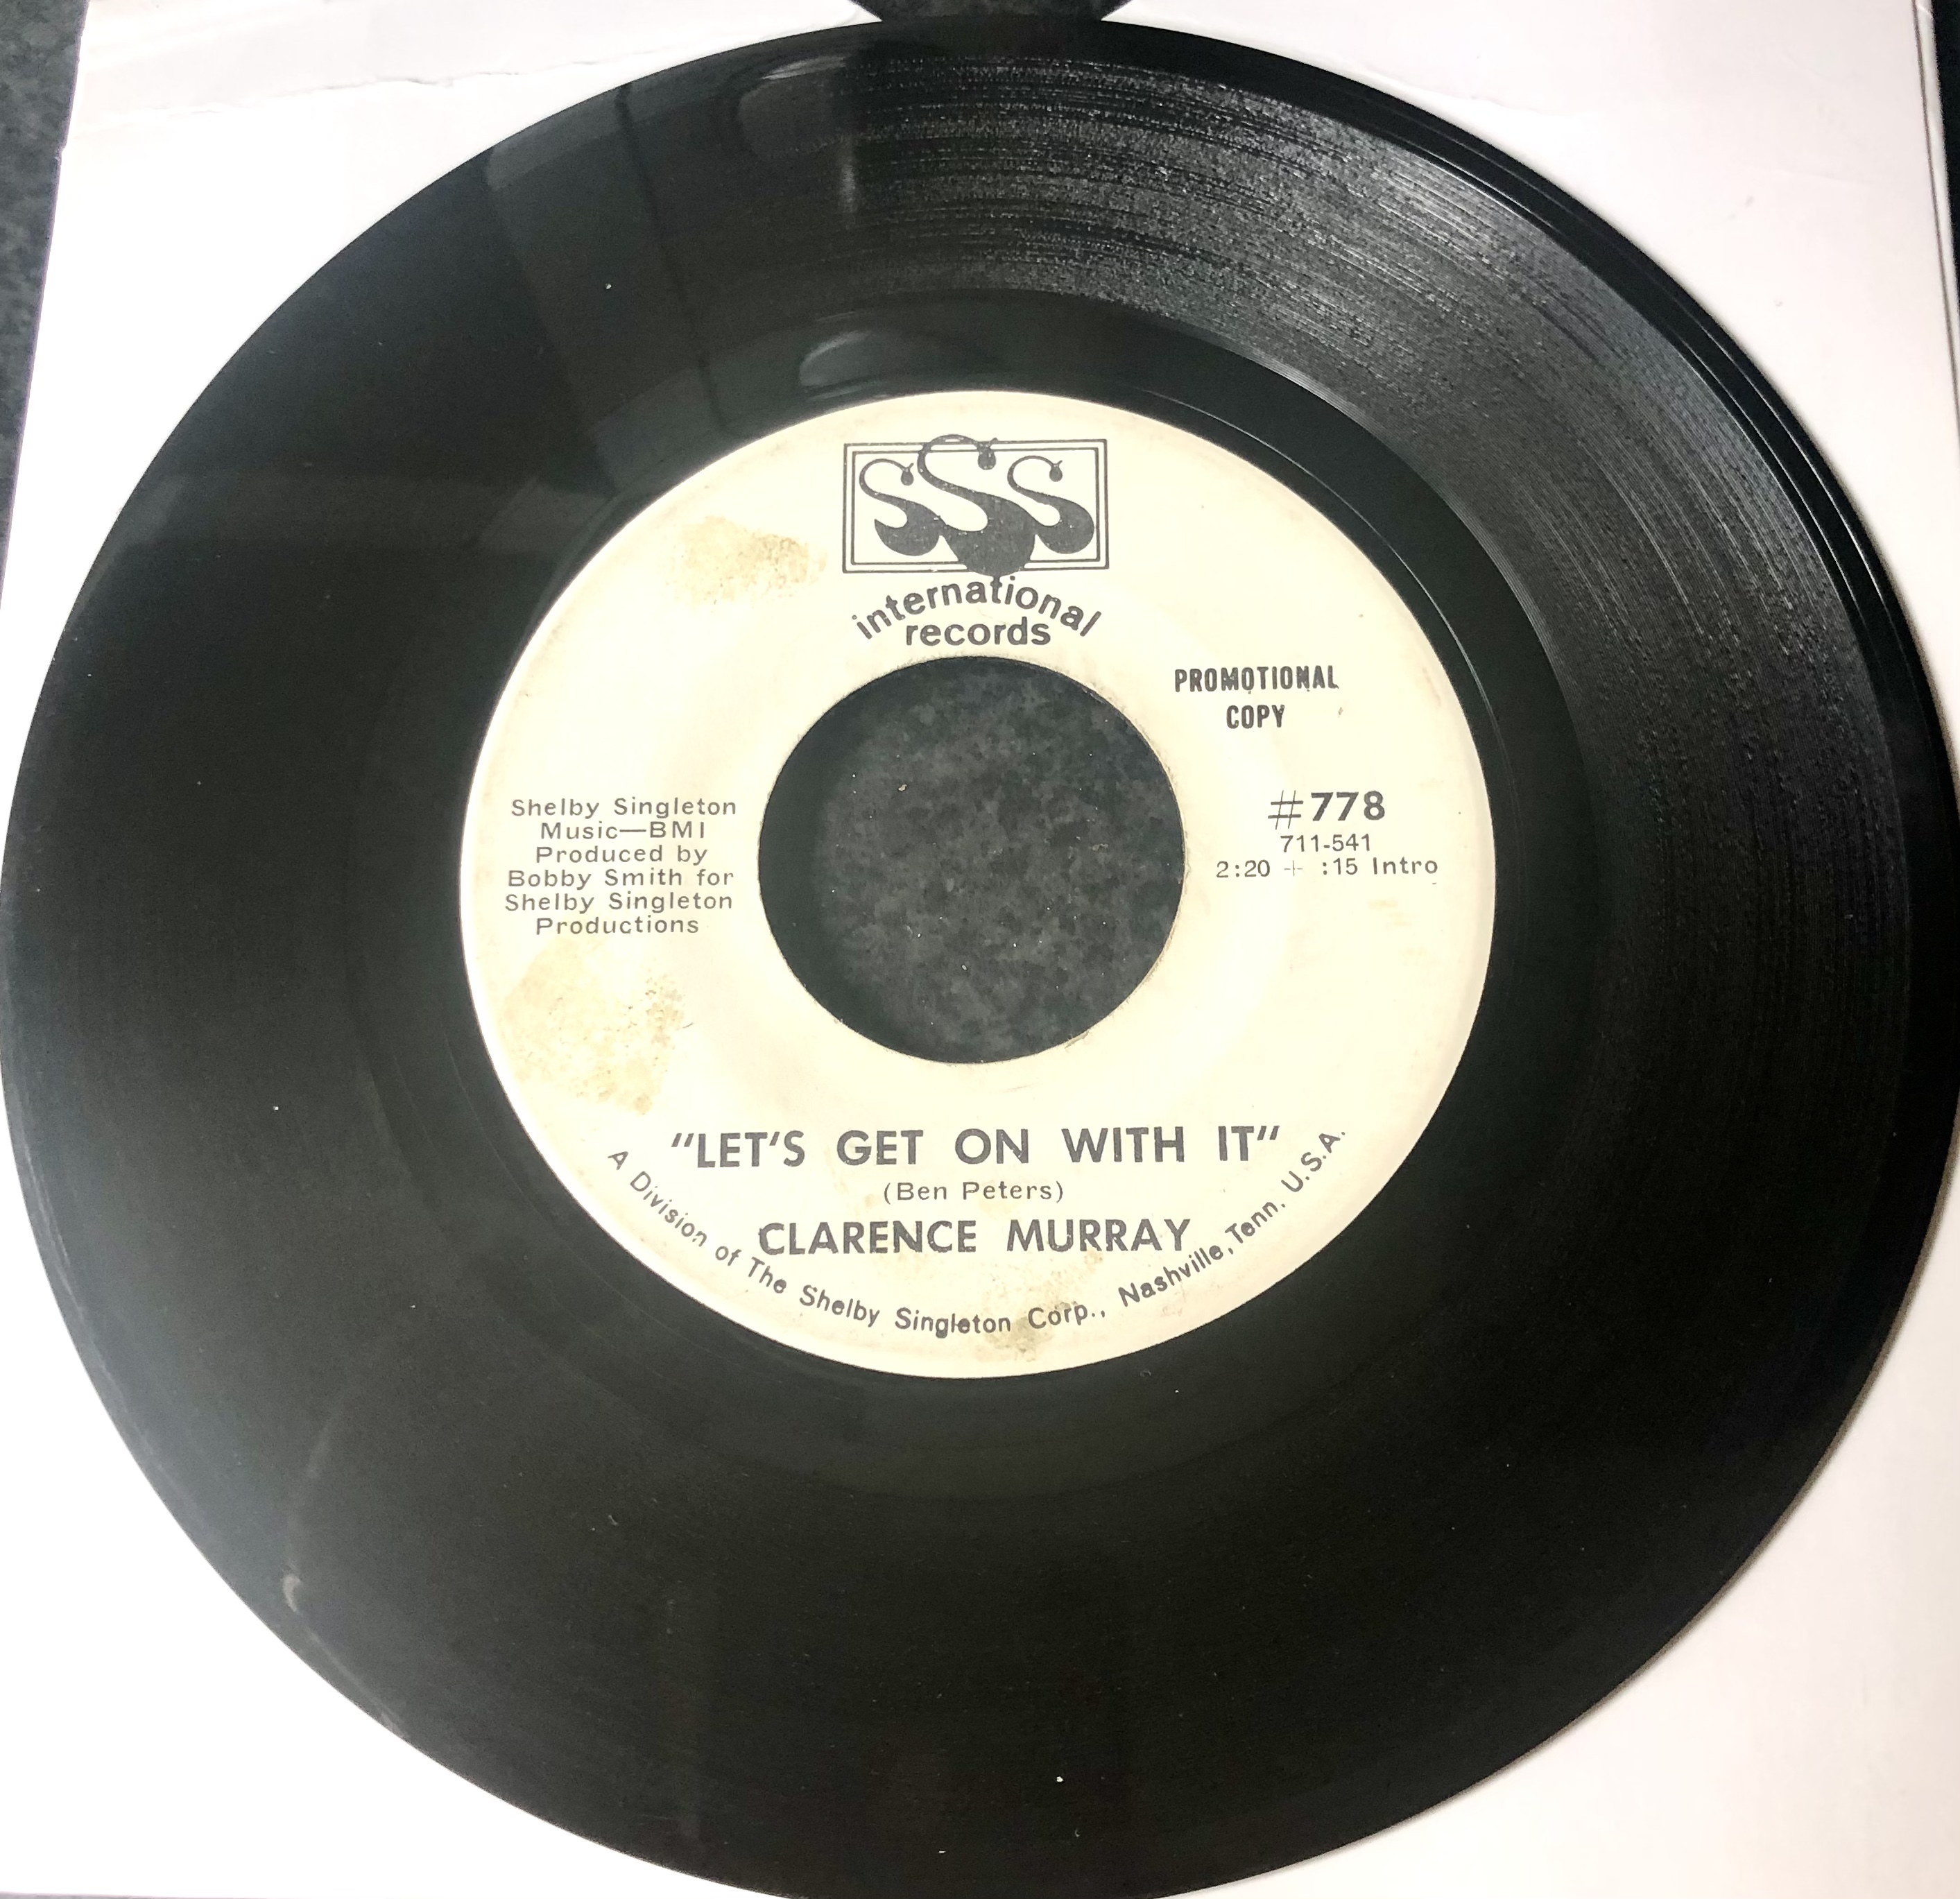 SSS
international
records
PROMOTIONAL
COPY
Shelby Singleton
Music—BMI
Produced by
Bobby Smith for
Shelby Singleton
Productions
#778
711-541
2:20 + :15 Intro
"LET'S GET ON WITH IT"
(Ben Peters)
CLARENCE MURRAY
A Division of The Shelby Singleton Corp., Nashville, Tenn. U.S.A.